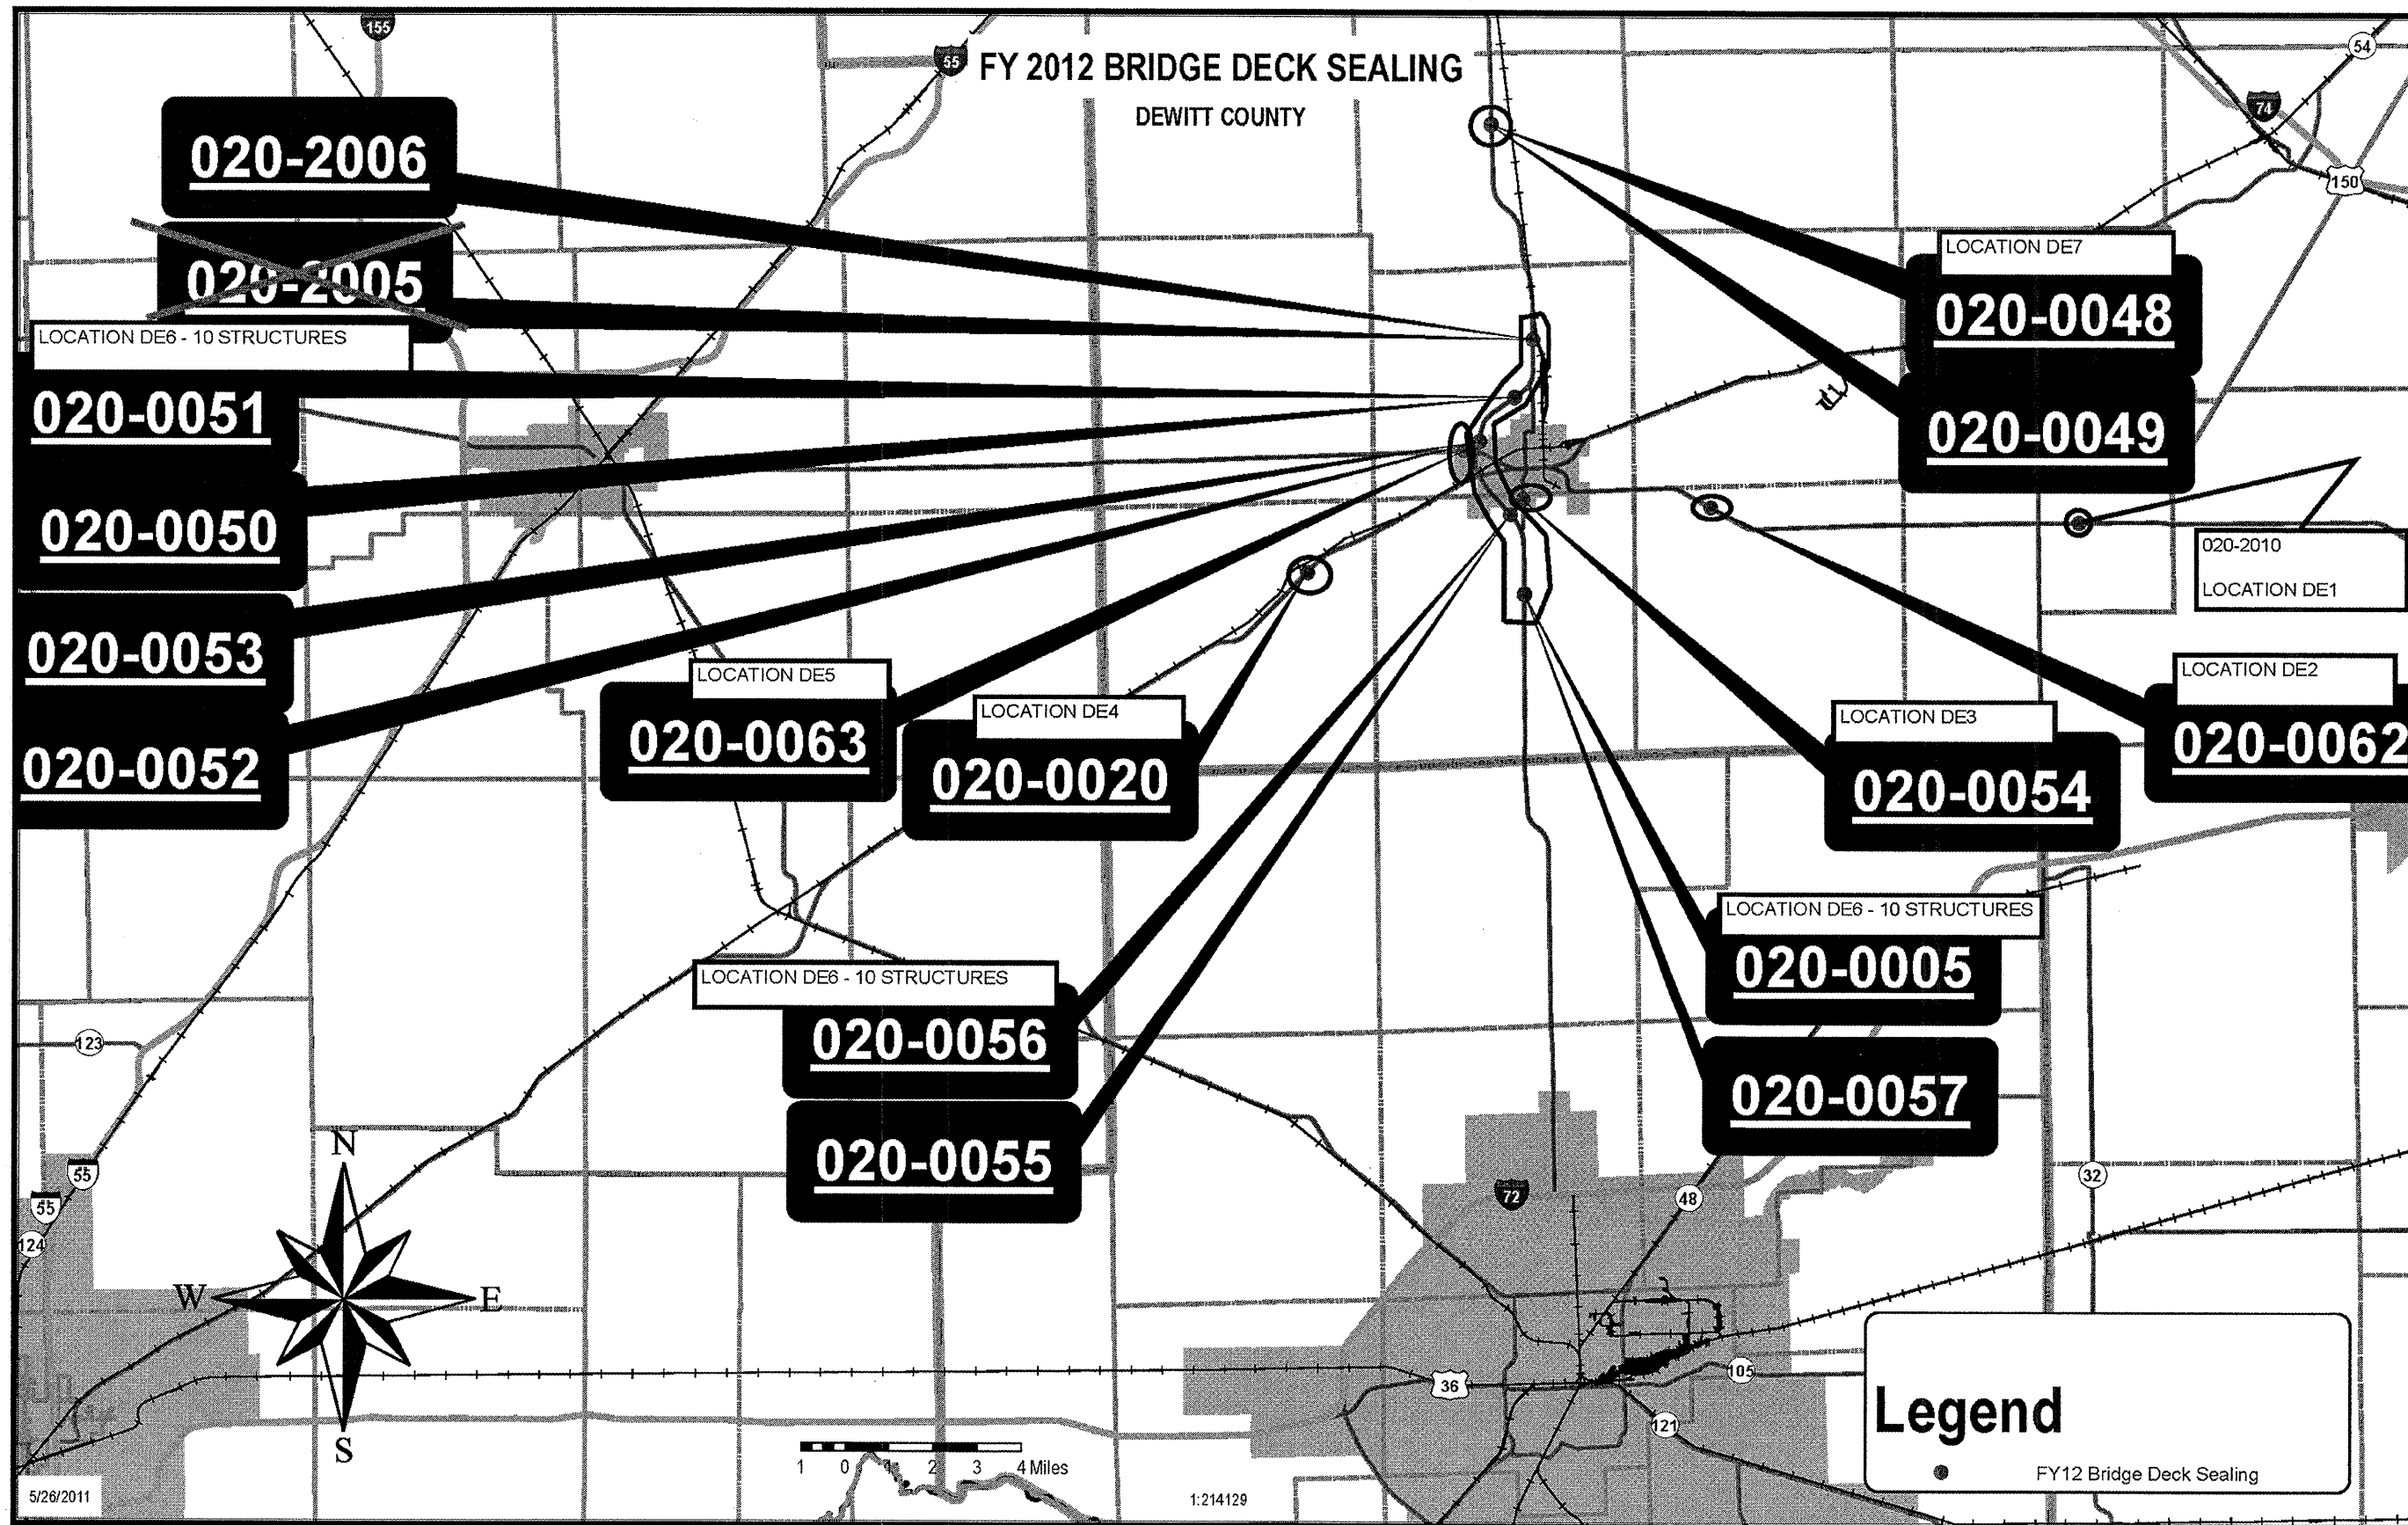 155
55
FY 2012 BRIDGE DECK SEALING
DEWITT COUNTY
54
74
150
020-2006
020-2005
LOCATION DE6 - 10 STRUCTURES
020-0051
020-0050
020-0053
020-0052
LOCATION DE7
020-0048
020-0049
020-2010
LOCATION DE1
LOCATION DE2
020-0062
LOCATION DE5
020-0063
LOCATION DE4
020-0020
LOCATION DE3
020-0054
LOCATION DE6 - 10 STRUCTURES
020-0005
020-0057
LOCATION DE6 - 10 STRUCTURES
020-0056
020-0055
123
55
55
124
N
W
E
S
72
48
32
36
105
121
1 0 1 2 3 4 Miles
5/26/2011
1:214129
Legend
FY12 Bridge Deck Sealing